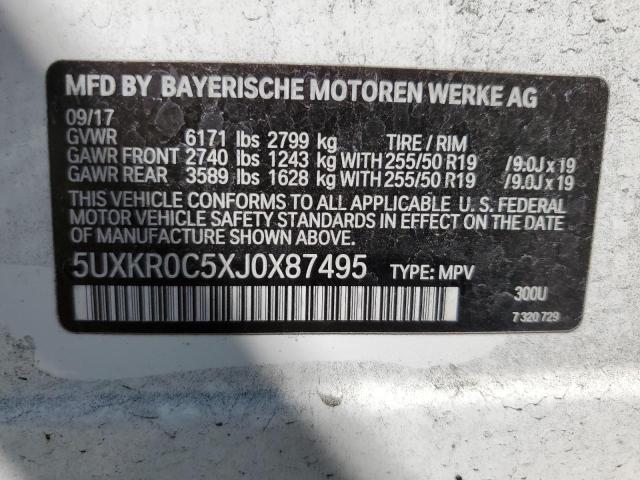 MFD BY BAYERISCHE MOTOREN WERKE AG
09/17
GVWR 6171 lbs 2799 kg TIRE / RIM
GAWR FRONT 2740 lbs 1243 kg WITH 255/50 R19 /9.0J x 19
GAWR REAR 3589 lbs 1628 kg WITH 255/50 R19 /9.0J x 19
THIS VEHICLE CONFORMS TO ALL APPLICABLE U. S. FEDERAL
MOTOR VEHICLE SAFETY STANDARDS IN EFFECT ON THE DATE
OF MANUFACTURE SHOWN ABOVE.
5UXKR0C5XJ0X87495 TYPE: MPV
300U
7 320 729